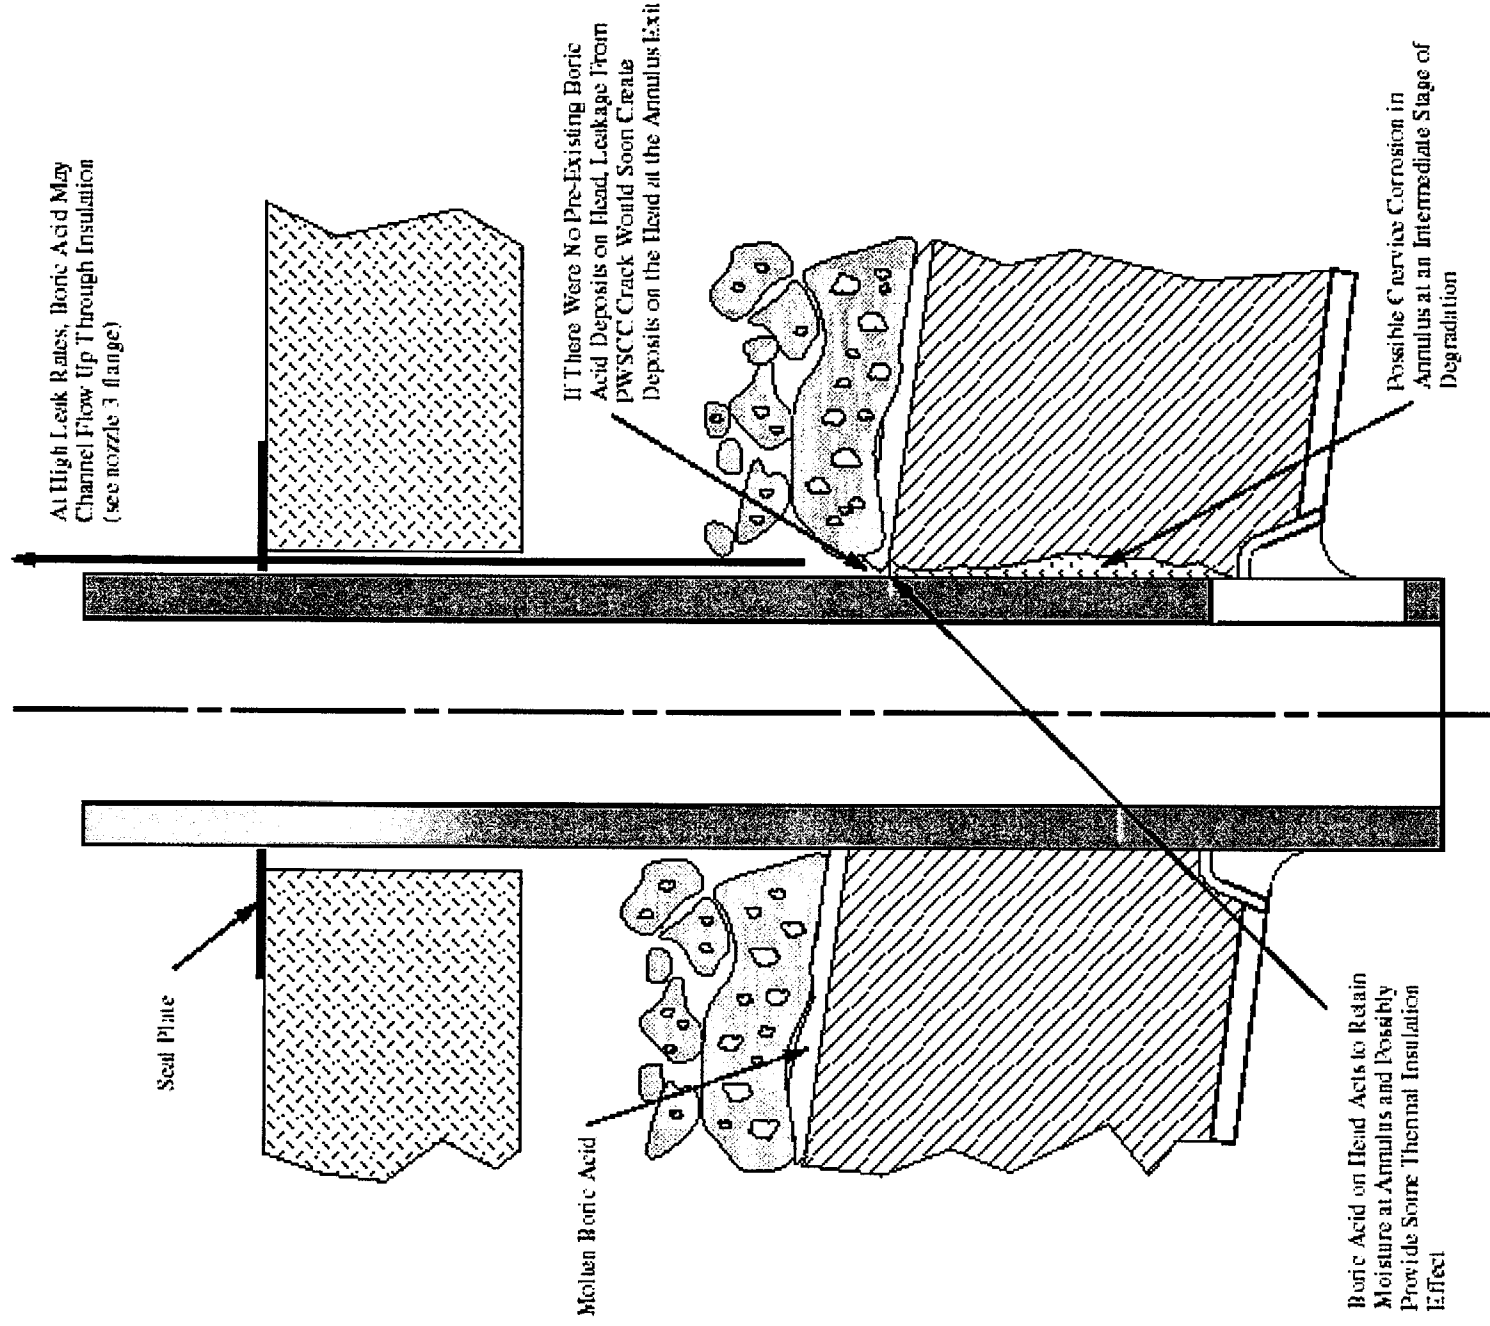 At High Leak Rates, Boric Acid May
Channel Flow Up Through Insulation
(see nozzle 3 flange)
If There Were No Pre-Existing Boric
Acid Deposits on Head, Leakage From
PWSCC Crack Would Soon Create
Deposits on the Head at the Annulus Exit
Possible Crervice Corrosion in
Annulus at an Intermediate Stage of
Degradation
Seal Plate
Molten Boric Acid
Boric Acid on Head Acts to Retain
Moisture at Annulus and Possibly
Provide Some Thermal Insulation
Effect